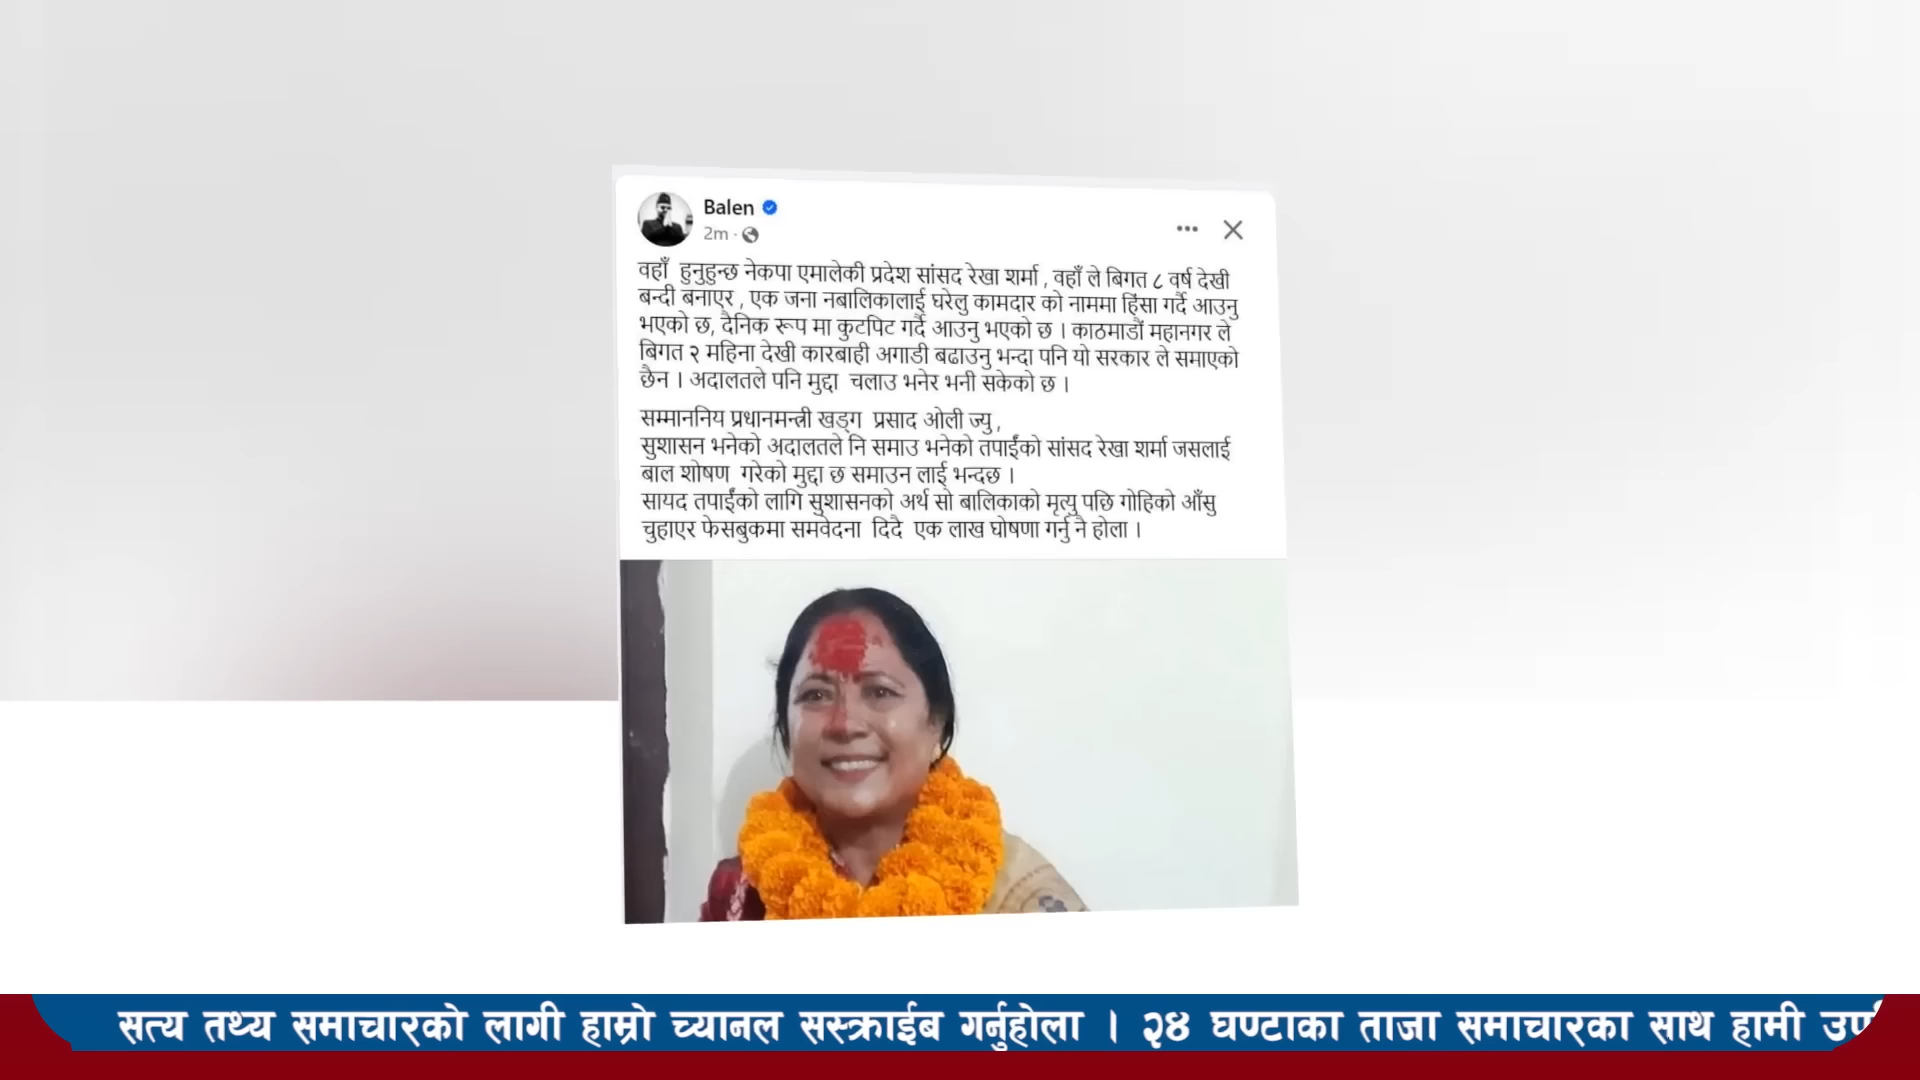 Balen
2m
वहाँ हुनुहुन्छ नेकपा एमालेकी प्रदेश सांसद रेखा शर्मा , वहाँ ले बिगत ८ वर्ष देखी
बन्दी बनाएर , एक जना नबालिकालाई घरेलु कामदार को नाममा हिंसा गर्दै आउनु
भएको छ, दैनिक रूप मा कुटपिट गर्दै आउनु भएको छ । काठमाडौं महानगर ले
बिगत २ महिना देखी कारबाही अगाडी बढाउनु भन्दा पनि यो सरकार ले समाएको
छैन । अदालतले पनि मुद्दा चलाउ भनेर भनी सकेको छ ।
सम्माननिय प्रधानमन्त्री खड्ग प्रसाद ओली ज्यु ,
सुशासन भनेको अदालतले नि समाउ भनेको तपाईंको सांसद रेखा शर्मा जसलाई
बाल शोषण गरेको मुद्दा छ समाउन लाई भन्दछ ।
सायद तपाईंको लागि सुशासनको अर्थ सो बालिकाको मृत्यु पछि गोहिको आँसु
चुहाएर फेसबुकमा समवेदना दिदै एक लाख घोषणा गर्नु नै होला ।
सत्य तथ्य समाचारको लागी हाम्रो च्यानल सस्क्राईब गर्नुहोला । २४ घण्टाका ताजा समाचारका साथ हामी